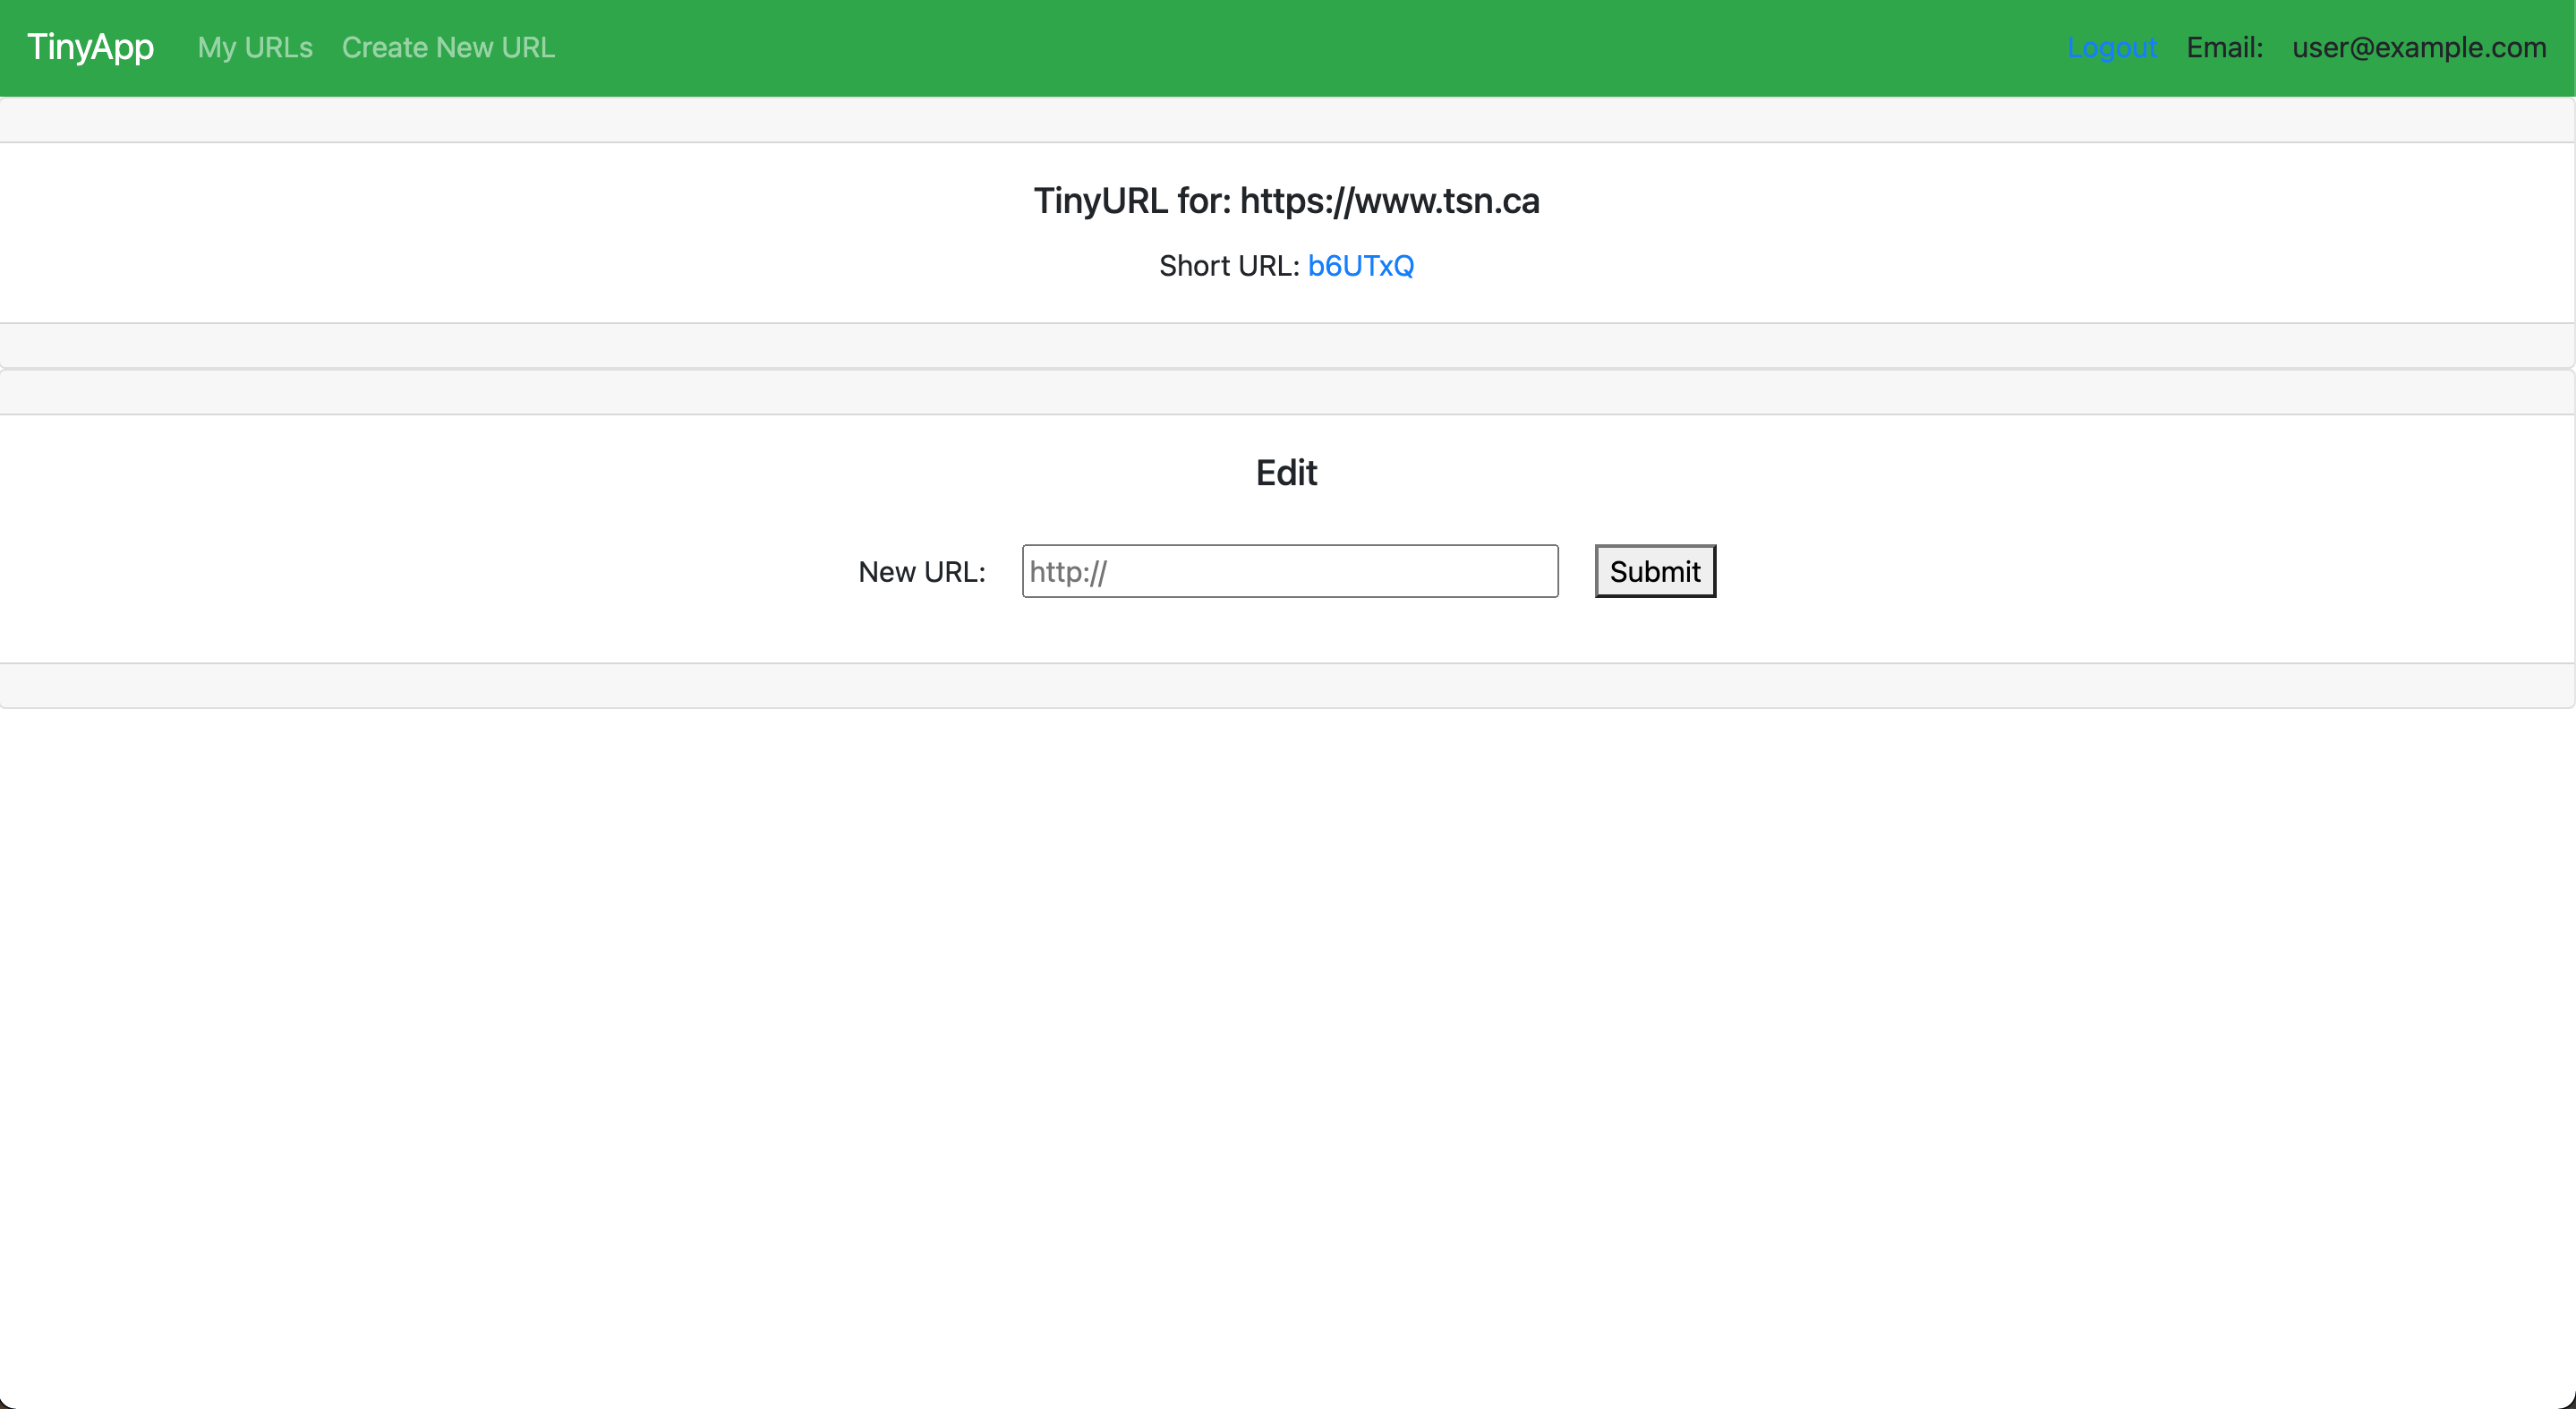 TinyApp My URLs Create New URL Logout Email: user@example.com
TinyURL for: https://www.tsn.ca
Short URL: b6UTxQ
Edit
New URL: http:// Submit